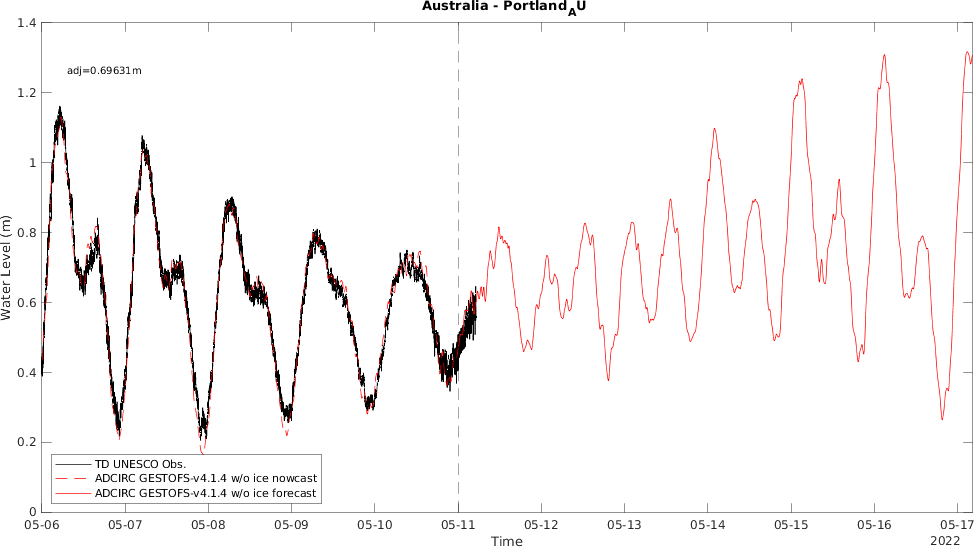 Australia - Portland_AU
adj=0.69631m
1.4
1.2
1
0.8
0.6
0.4
0.2
0
Water Level (m)
TD UNESCO Obs.
ADCIRC GESTOFS-v4.1.4 w/o ice nowcast
ADCIRC GESTOFS-v4.1.4 w/o ice forecast
05-06 05-07 05-08 05-09 05-10 05-11 05-12 05-13 05-14 05-15 05-16 05-17
Time
2022